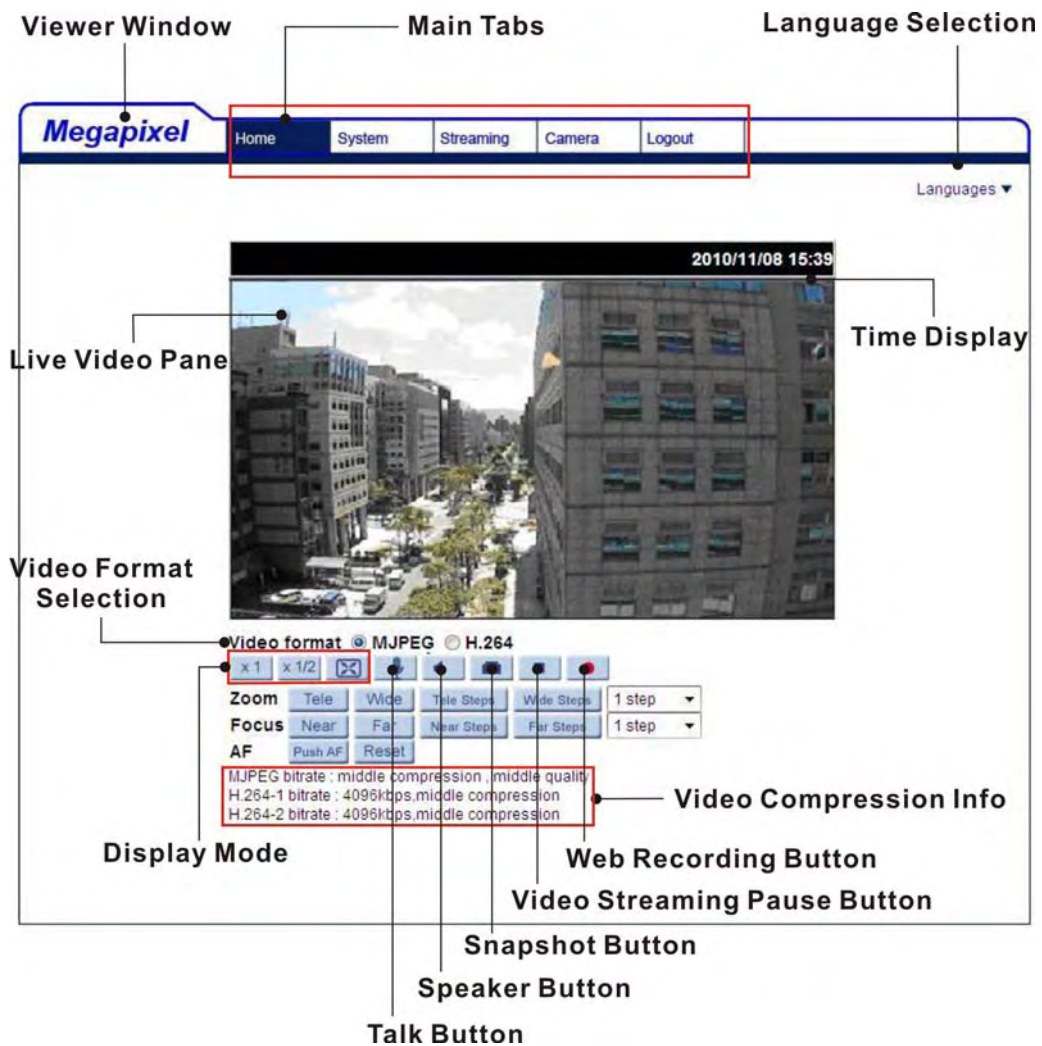 Viewer Window
Main Tabs
Language Selection
Megapixel
Home System Streaming Camera Logout
Languages ▼
2010/11/08 15:39
Time Display
Live Video Pane
Video Format
Selection
Video format MJPEG H.264
x 1 x 1/2
Zoom Tele Wide Tele Steps Wide Steps 1 step
Focus Near Far Near Steps Far Steps 1 step
AF Push AF Reset
MJPEG bitrate : middle compression , middle quality
H.264-1 bitrate : 4096kbps,middle compression
H.264-2 bitrate : 4096kbps,middle compression
Video Compression Info
Display Mode
Web Recording Button
Video Streaming Pause Button
Snapshot Button
Speaker Button
Talk Button